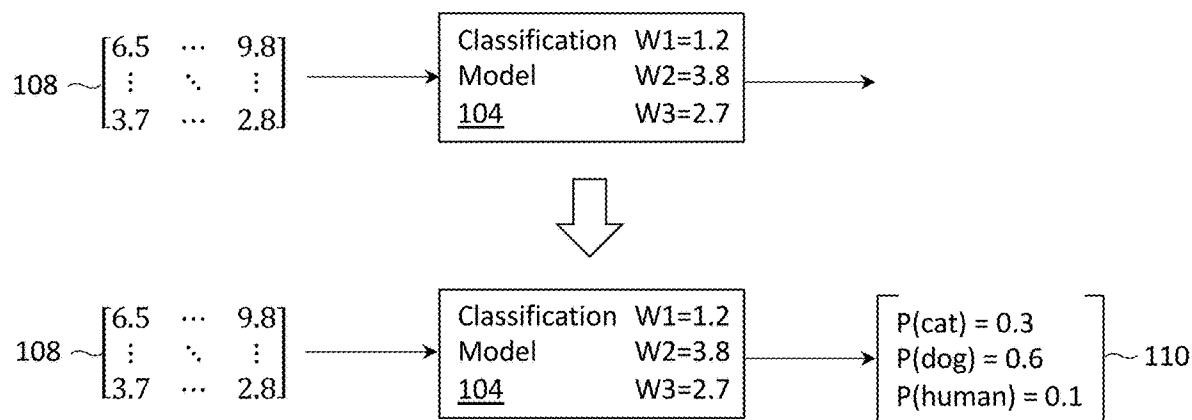 108 [6.5 ⋯ 9.8
⋮ ⋱ ⋮
3.7 ⋯ 2.8]
Classification W1=1.2
Model W2=3.8
104 W3=2.7
108 [6.5 ⋯ 9.8
⋮ ⋱ ⋮
3.7 ⋯ 2.8]
Classification W1=1.2
Model W2=3.8
104 W3=2.7
P(cat) = 0.3
P(dog) = 0.6
P(human) = 0.1
110